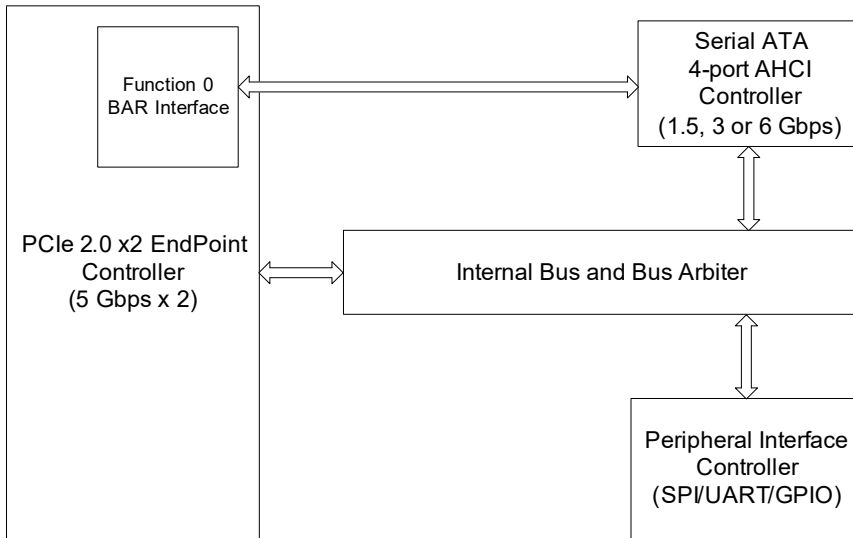 Function 0
BAR Interface
Serial ATA
4-port AHCI
Controller
(1.5, 3 or 6 Gbps)
PCIe 2.0 x2 EndPoint
Controller
(5 Gbps x 2)
Internal Bus and Bus Arbiter
Peripheral Interface
Controller
(SPI/UART/GPIO)